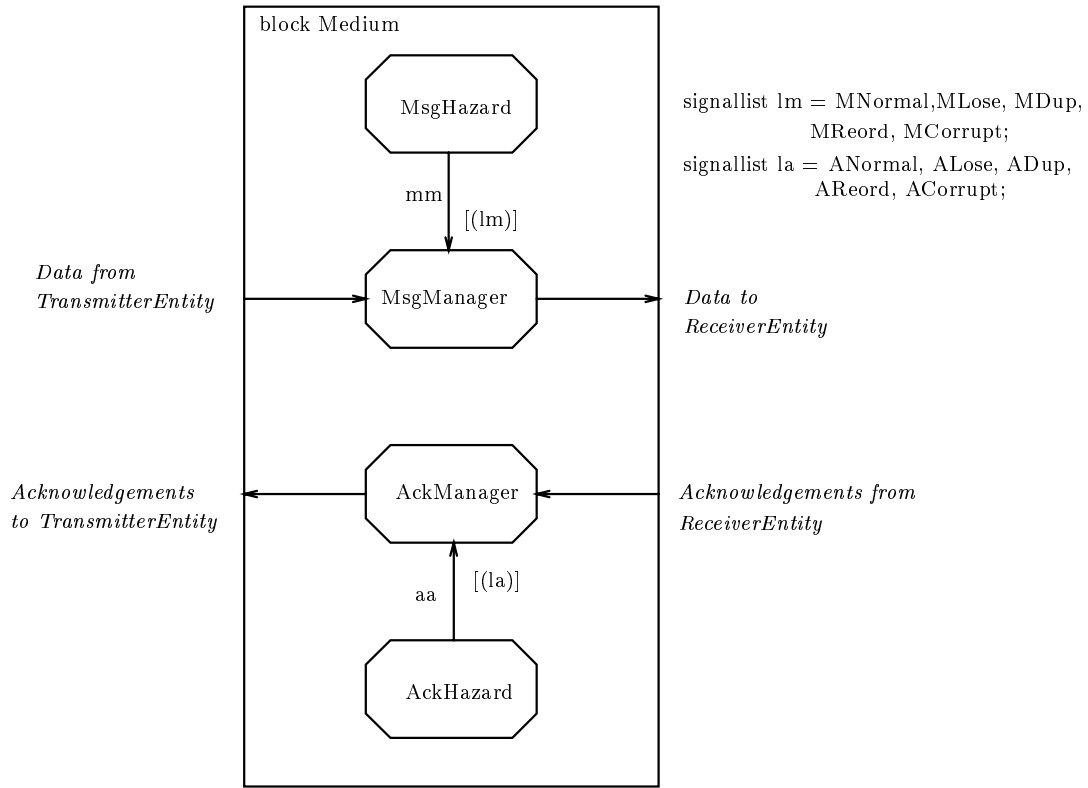 block Medium
MsgHazard
signallist lm = MNormal,MLose, MDup,
MReord, MCorrupt;
signallist la = ANormal, ALose, ADup,
AReord, ACorrupt;
mm
[(lm)]
Data from
TransmitterEntity
MsgManager
Data to
ReceiverEntity
Acknowledgements
to TransmitterEntity
AckManager
Acknowledgements from
ReceiverEntity
aa
[(la)]
AckHazard